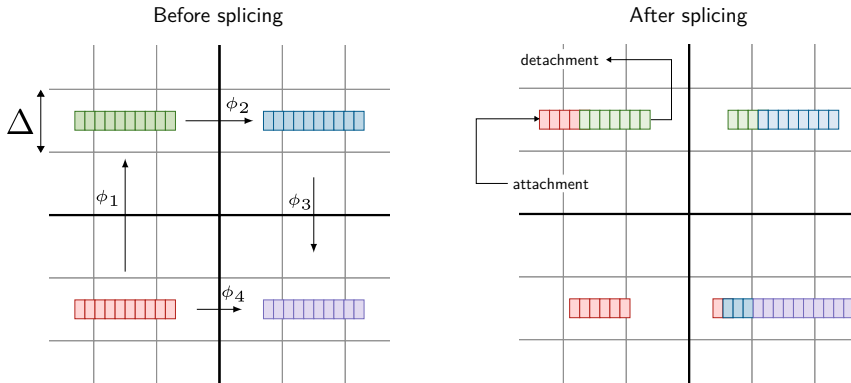 Before splicing
After splicing
detachment
ϕ2
Δ
attachment
ϕ1
ϕ3
ϕ4